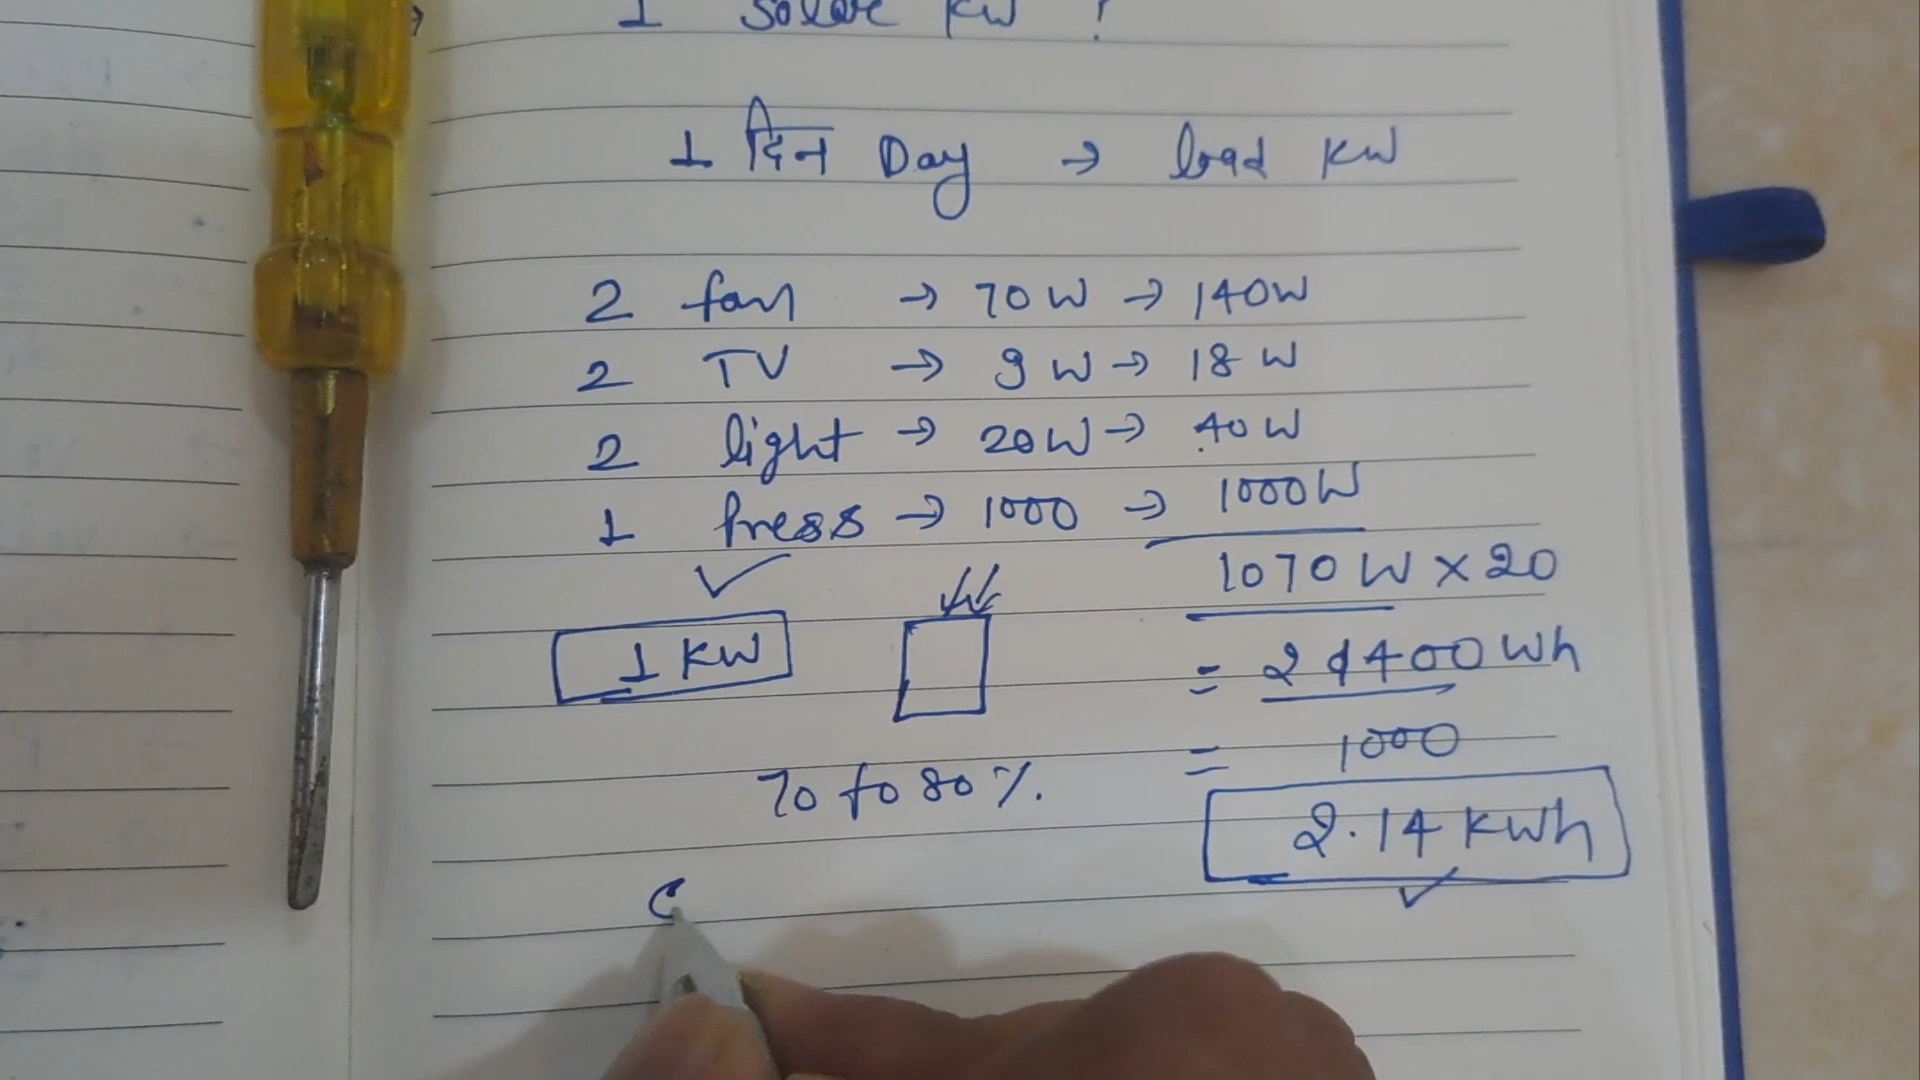 1 Solar KW ?
1 दिन Day → load KW
2 fan → 70W → 140W
2 TV → 9W → 18W
2 light → 20W → 40W
1 Press → 1000 → 1000W
1070W × 20
1 KW
= 21400 Wh
= 1000
70 to 80%.
2.14 KWh
C